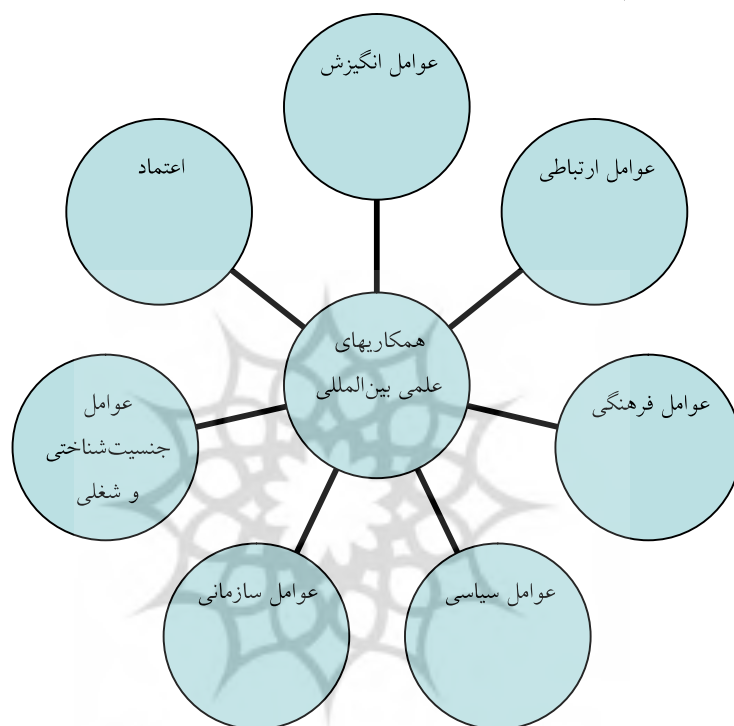 عوامل انگیزش
عوامل ارتباطی
اعتماد
همکاریهای
علمی بین‌المللی
عوامل فرهنگی
عوامل
جنسیت‌شناختی
و شغلی
عوامل سیاسی
عوامل سازمانی